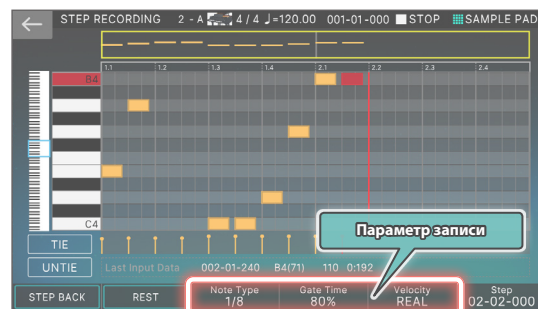 STEP RECORDING 2 - A 4 / 4 ♩=120.00 001-01-000 STOP SAMPLE PAD
1.1 1.2 1.3 1.4 2.1 2.2 2.3 2.4
B4
C4
Параметр записи
TIE
UNTIE Last Input Data 002-01-240 B4(71) 110 0:192
STEP BACK REST Note Type Gate Time Velocity Step
1/8 80% REAL 02-02-000